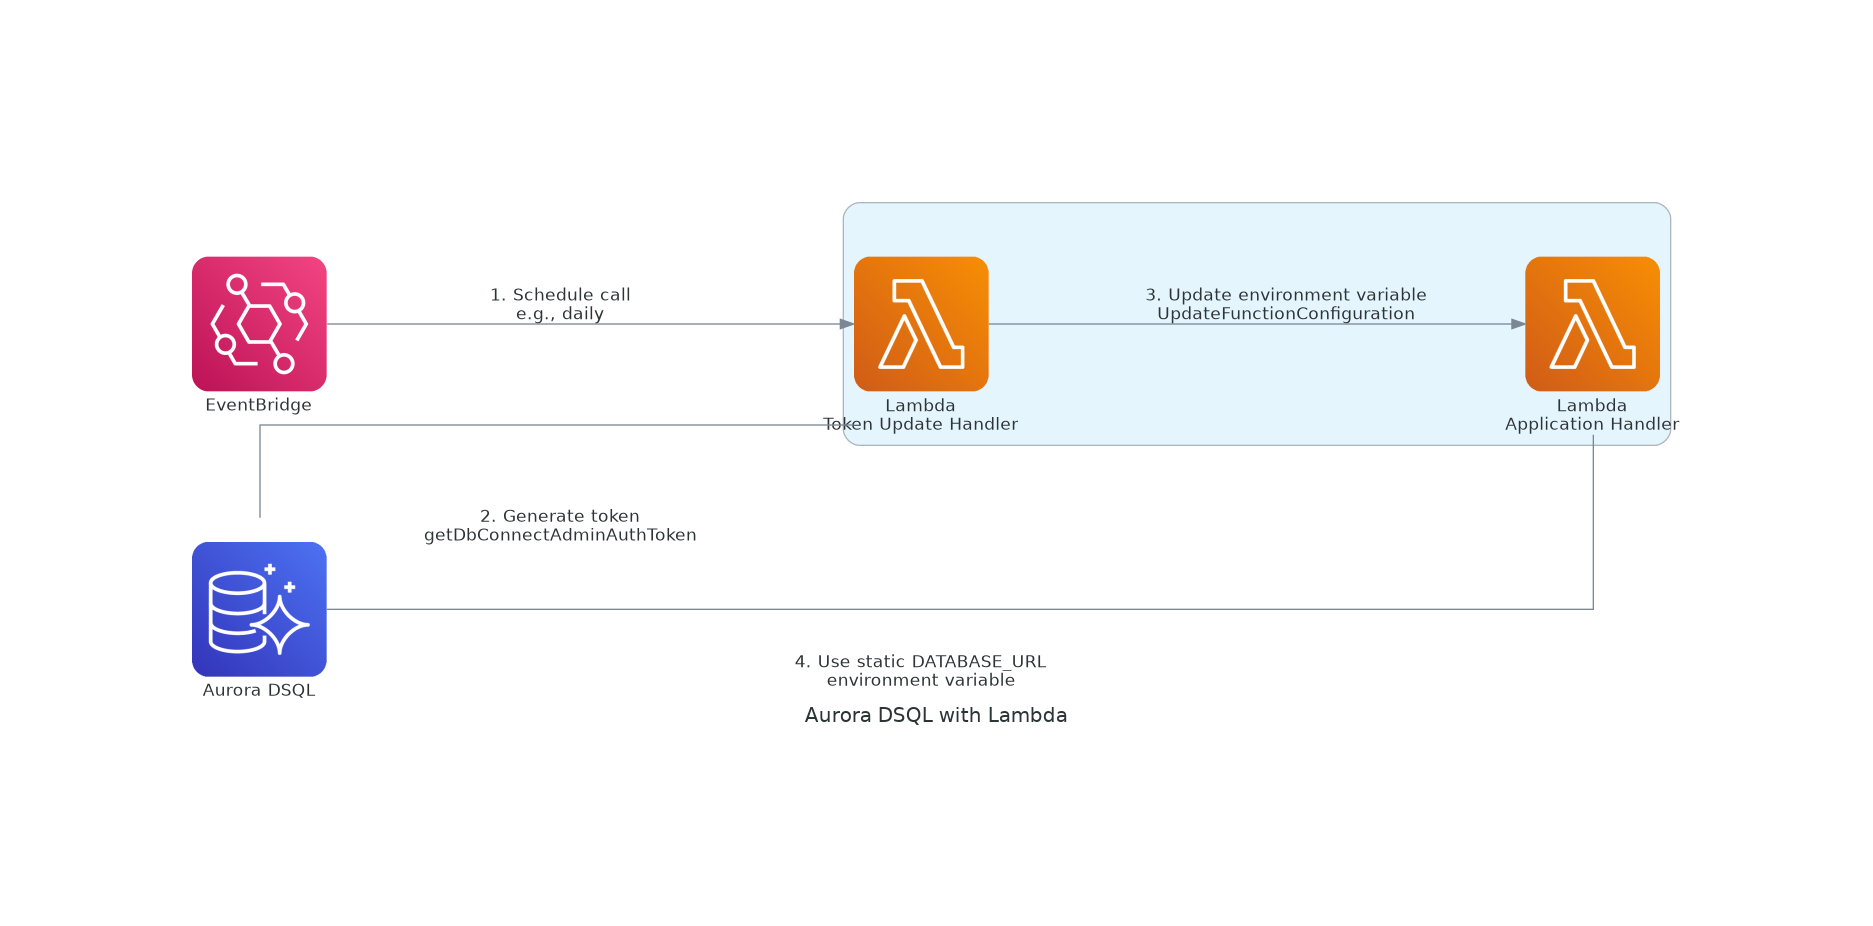 1. Schedule call
e.g., daily
3. Update environment variable
UpdateFunctionConfiguration
EventBridge
Lambda
Token Update Handler
Lambda
Application Handler
2. Generate token
getDbConnectAdminAuthToken
Aurora DSQL
4. Use static DATABASE_URL
environment variable
Aurora DSQL with Lambda